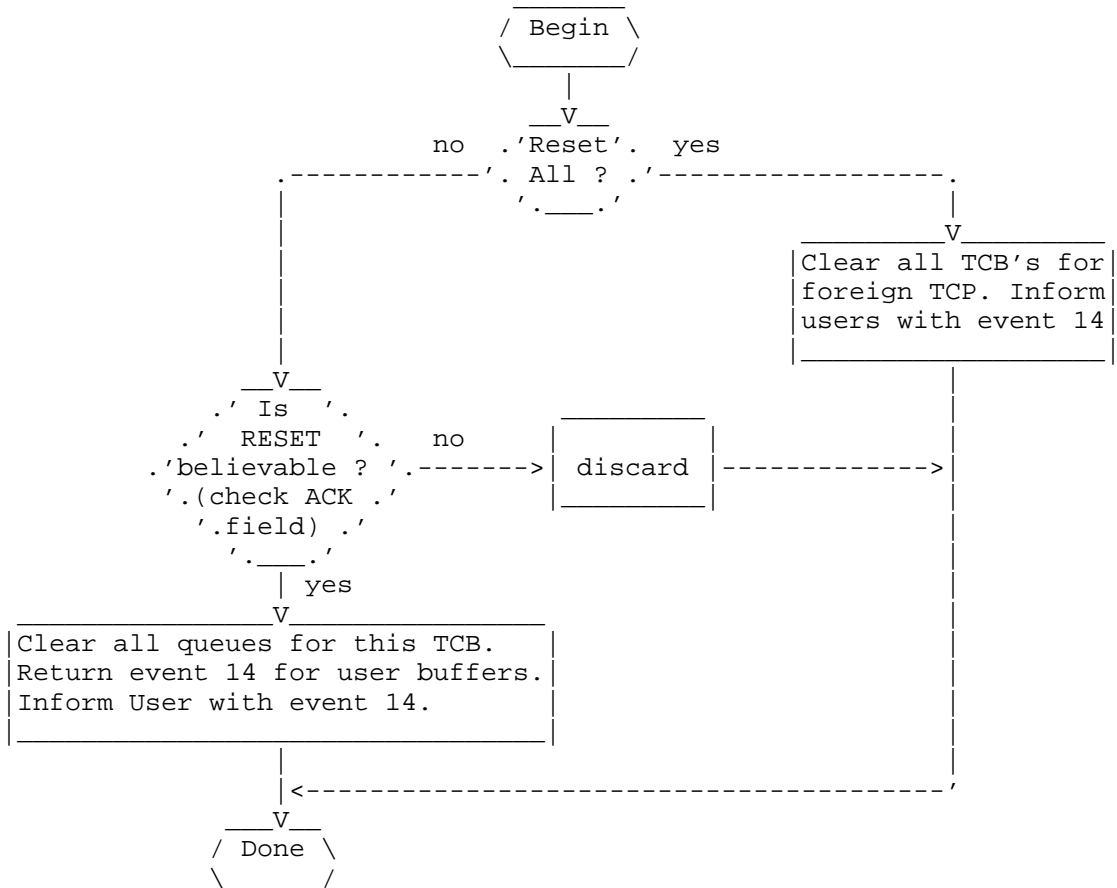 Begin
'Reset'
no yes
All ?
Clear all TCB's for
foreign TCP. Inform
users with event 14
Is
RESET
no
believable ?
discard
(check ACK
field)
yes
Clear all queues for this TCB.
Return event 14 for user buffers.
Inform User with event 14.
Done